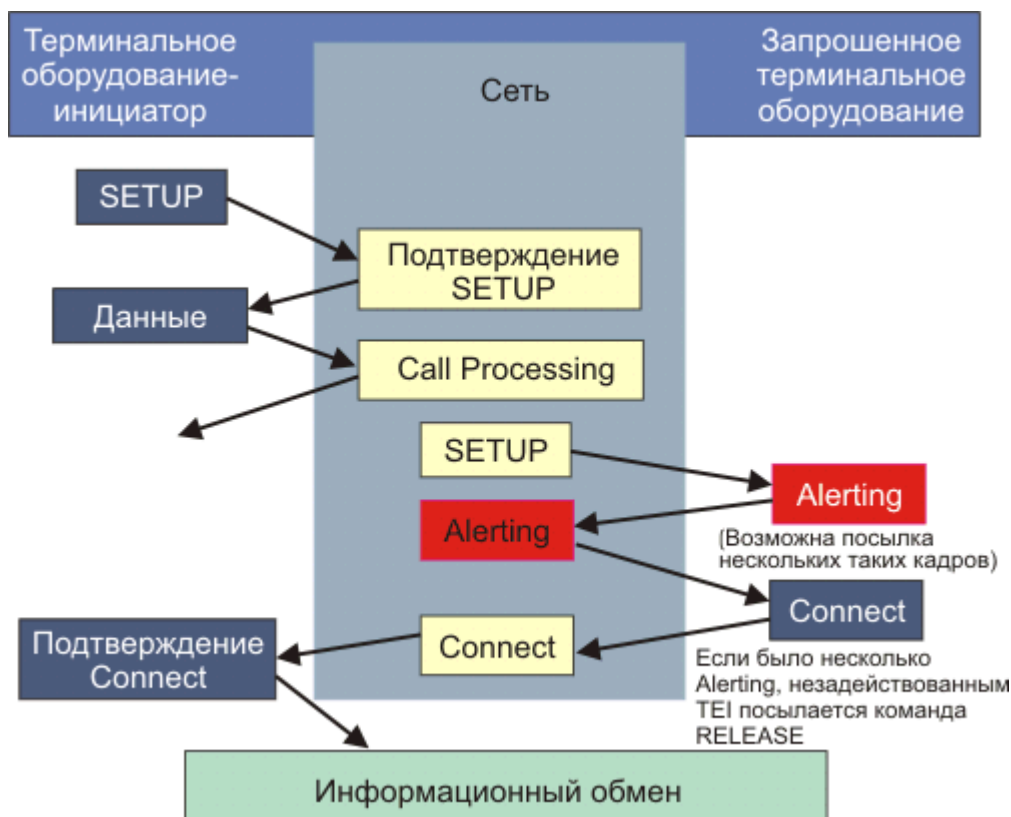 Терминальное
оборудование-
инициатор
Сеть
Запрошенное
терминальное
оборудование
SETUP
Подтверждение
SETUP
Данные
Call Processing
SETUP
Alerting
Alerting
(Возможна посылка
нескольких таких кадров)
Connect
Подтверждение
Connect
Connect
Если было несколько
Alerting, незадействованным
TEI посылается команда
RELEASE
Информационный обмен